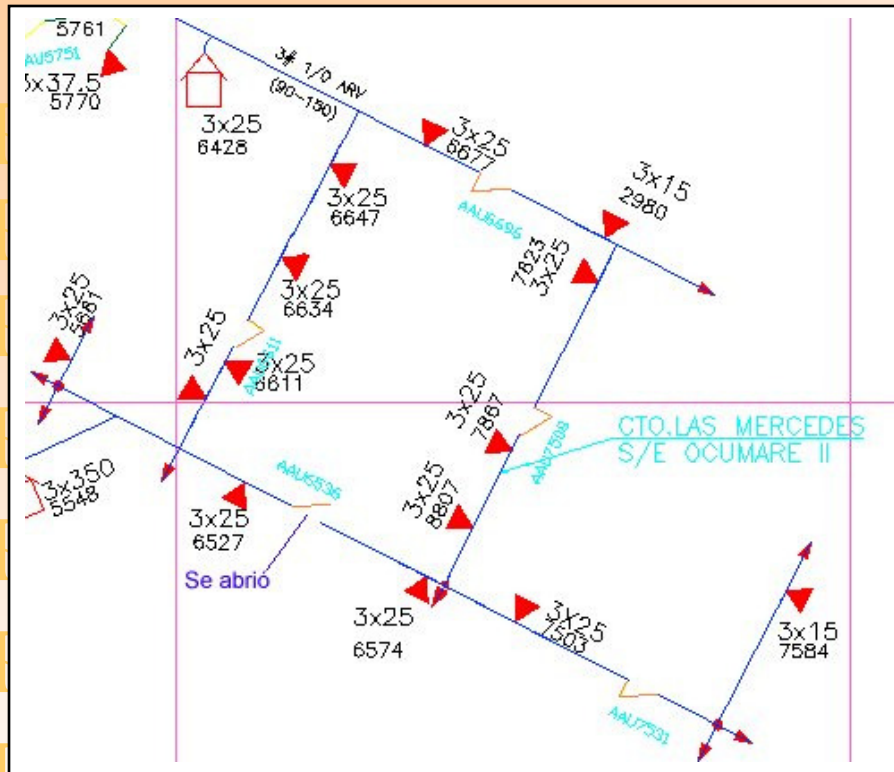 5761
AAU5751
3x37.5
5770
3# 1/0 ARV
(90-150)
3x25
6428
3x25
6677
3x15
2980
3x25
6647
AAU6696
7823
3x25
3x25
6634
3x25
5681
3x25
3x25
6611
3x25
7867
CTO.LAS MERCEDES
S/E OCUMARE II
AAU7508
3x350
5548
AAU6536
3x25
8807
3x25
6527
Se abrió
3x25
6574
3X25
7503
3x15
7584
AAU7531